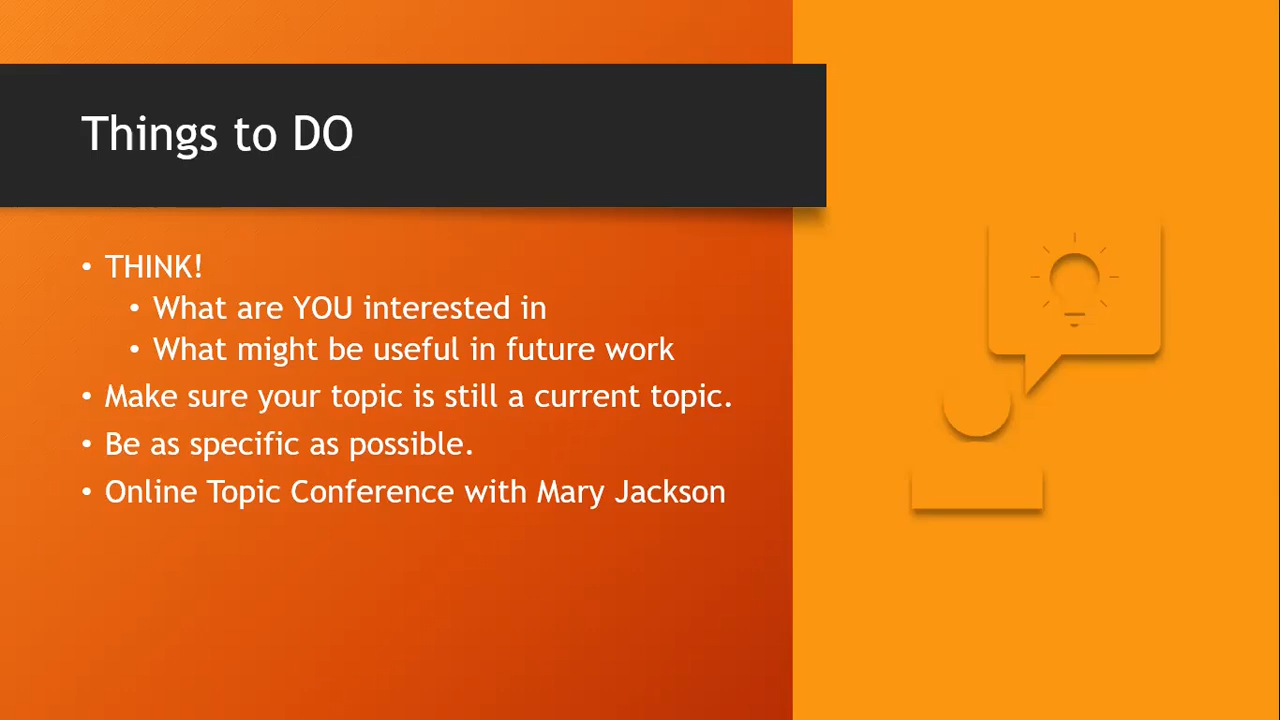 Things to DO
• THINK!
• What are YOU interested in
• What might be useful in future work
• Make sure your topic is still a current topic.
• Be as specific as possible.
• Online Topic Conference with Mary Jackson